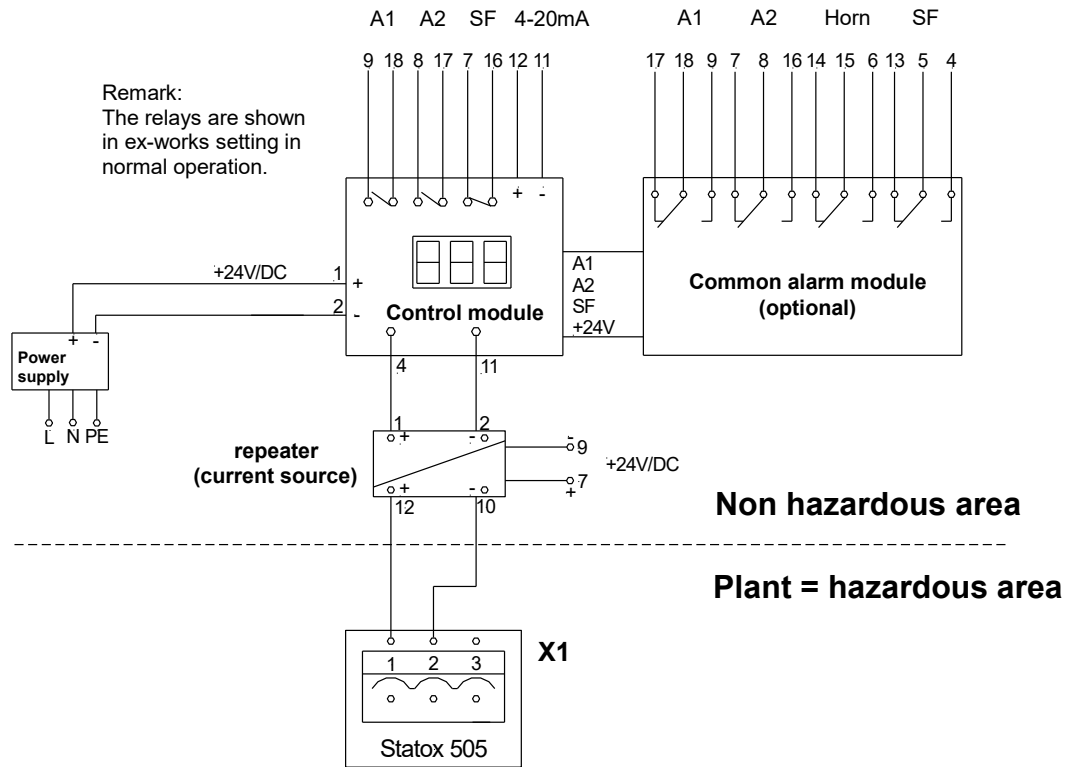 A1 A2 SF 4-20mA
9 18 8 17 7 16 12 11
A1 A2 Horn SF
17 18 9 7 8 16 14 15 6 13 5 4
Remark:
The relays are shown
in ex-works setting in
normal operation.
+ -
+24V/DC 1 +
2 -
Control module
4 11
A1
A2
SF
+24V
Common alarm module
(optional)
+ -
Power
supply
L N PE
repeater
(current source)
1 + - 2
+ -
12 10
- 9
7 +
+24V/DC
Non hazardous area
Plant = hazardous area
X1
1 2 3
Statox 505